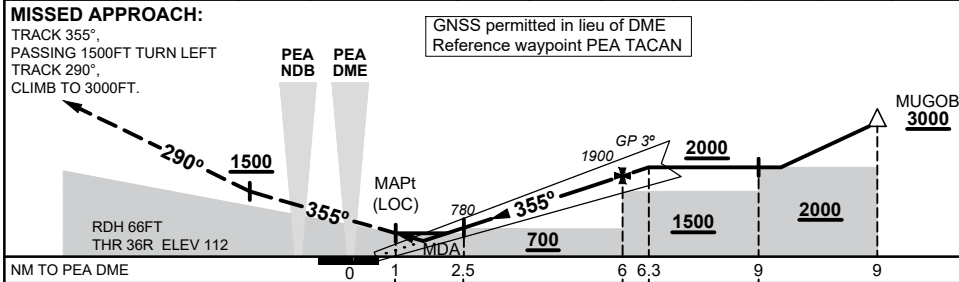 MISSED APPROACH:
TRACK 355°,
PASSING 1500FT TURN LEFT
TRACK 290°,
CLIMB TO 3000FT.
GNSS permitted in lieu of DME
Reference waypoint PEA TACAN
PEA
NDB
PEA
DME
MUGOB
3000
GP 3º
2000
1900
290º
1500
MAPt
(LOC)
355º
780
355º
MDA
700
1500
2000
RDH 66FT
THR 36R ELEV 112
NM TO PEA DME
0 1 2.5 6 6.3 9 9